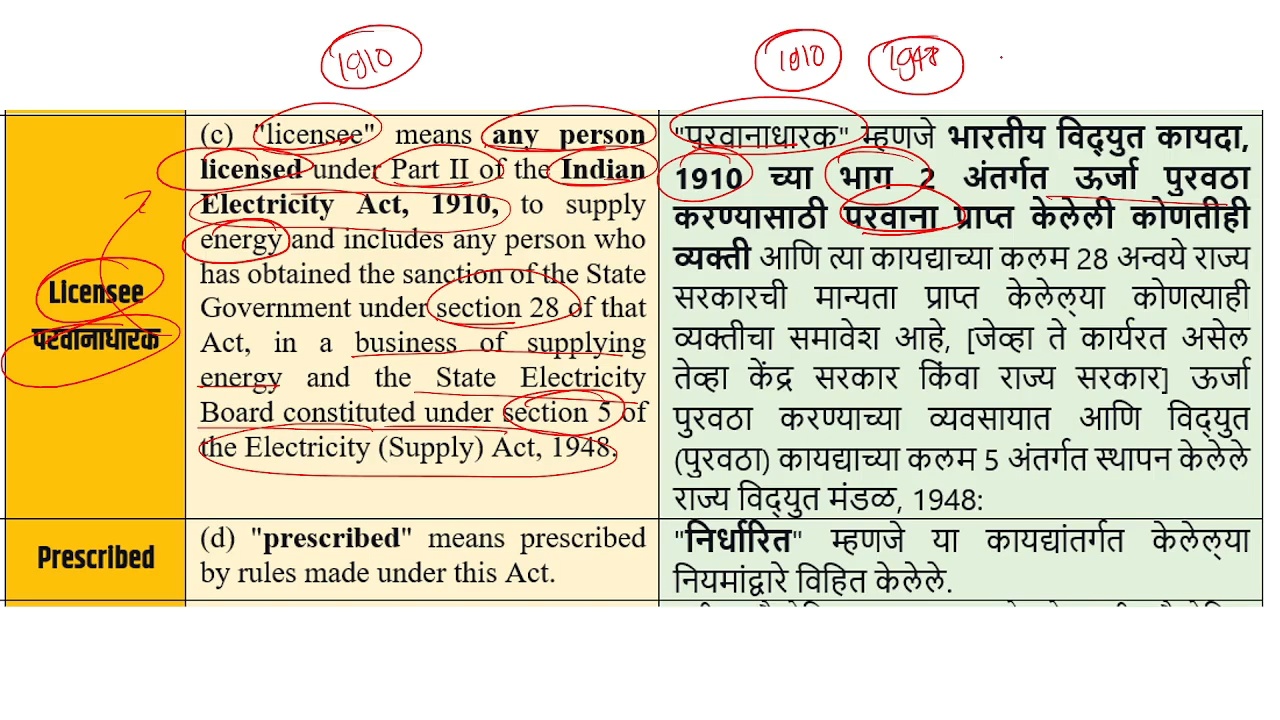 1910
1910 1948
Licensee
परवानाधारक
(c) "licensee" means any person
licensed under Part II of the Indian
Electricity Act, 1910, to supply
energy and includes any person who
has obtained the sanction of the State
Government under section 28 of that
Act, in a business of supplying
energy and the State Electricity
Board constituted under section 5 of
the Electricity (Supply) Act, 1948.
"पुरवानाधारक" म्हणजे भारतीय विद्युत कायदा,
1910 च्या भाग 2 अंतर्गत ऊर्जा पुरवठा
करण्यासाठी परवाना प्राप्त केलेली कोणतीही
व्यक्ती आणि त्या कायद्याच्या कलम 28 अन्वये राज्य
सरकारची मान्यता प्राप्त केलेल्या कोणत्याही
व्यक्तीचा समावेश आहे, [जेव्हा ते कार्यरत असेल
तेव्हा केंद्र सरकार किंवा राज्य सरकार] ऊर्जा
पुरवठा करण्याच्या व्यवसायात आणि विद्युत
(पुरवठा) कायद्याच्या कलम 5 अंतर्गत स्थापन केलेले
राज्य विद्युत मंडळ, 1948:
Prescribed
(d) "prescribed" means prescribed
by rules made under this Act.
"निर्धारित" म्हणजे या कायद्यांतर्गत केलेल्या
नियमांद्वारे विहित केलेले.